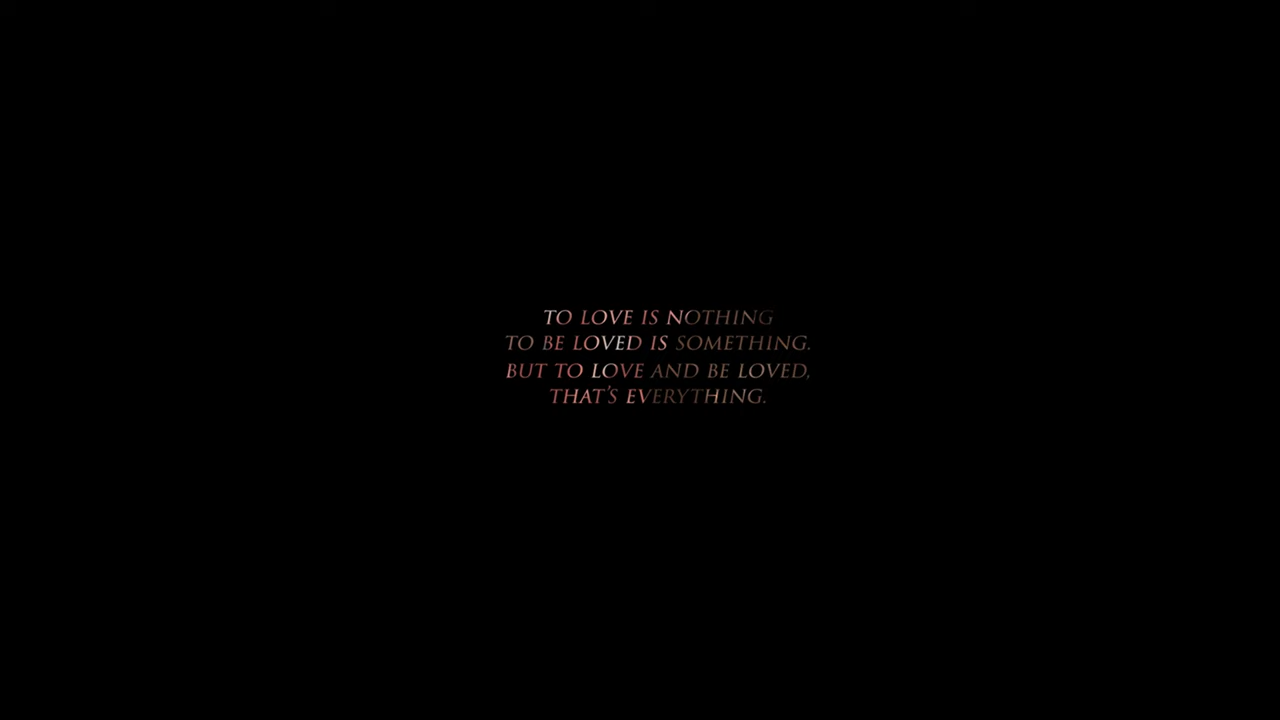 TO LOVE IS NOTHING
TO BE LOVED IS SOMETHING.
BUT TO LOVE AND BE LOVED,
THAT'S EVERYTHING.